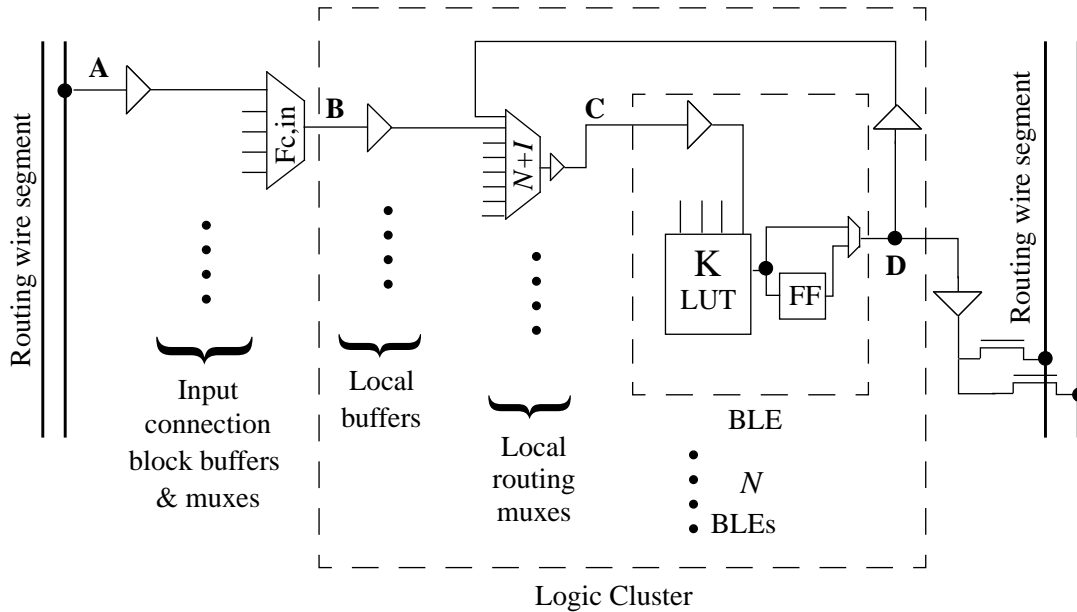 Routing wire segment
A
Fc,in
B
N+I
C
K
LUT
FF
D
Routing wire segment
Input
connection
block buffers
& muxes
Local
buffers
Local
routing
muxes
BLE
N
BLEs
Logic Cluster